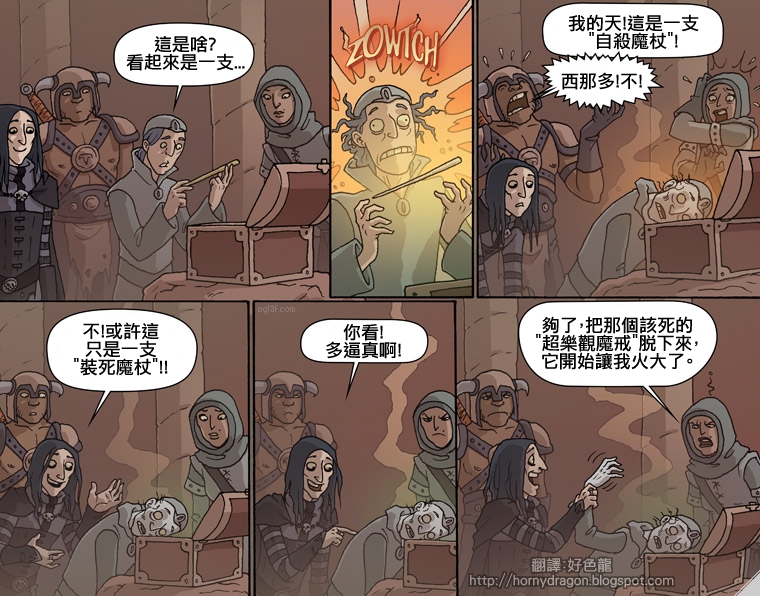 這是啥?
看起來是一支...
ZOWTCH
我的天!這是一支
"自殺魔杖"!
西那多!不!
oglaf.com
不!或許這
只是一支
"裝死魔杖"!!
你看!
多逼真啊!
夠了,把那個該死的
"超樂觀魔戒"脱下來,
它開始讓我火大了。
翻譯:好色龍
http://hornydragon.blogspot.com